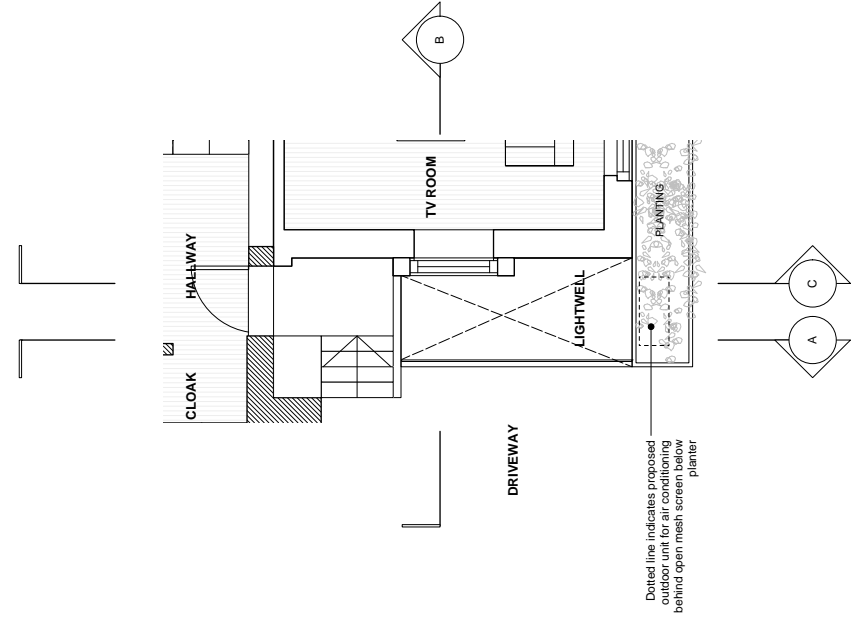 B
TV ROOM
PLANTING
HALLWAY
LIGHTWELL
C
A
CLOAK
DRIVEWAY
Dotted line indicates proposed
outdoor unit for air conditioning
behind open mesh screen below
planter